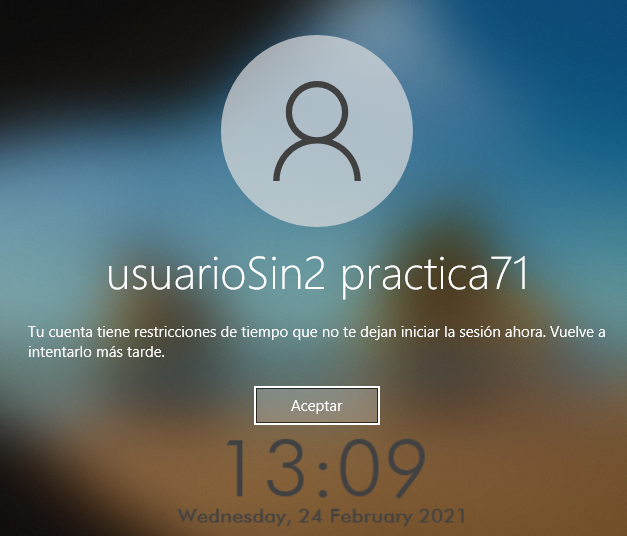 usuarioSin2 practica71
Tu cuenta tiene restricciones de tiempo que no te dejan iniciar la sesión ahora. Vuelve a
intentarlo más tarde.
Aceptar
13:09
Wednesday, 24 February 2021